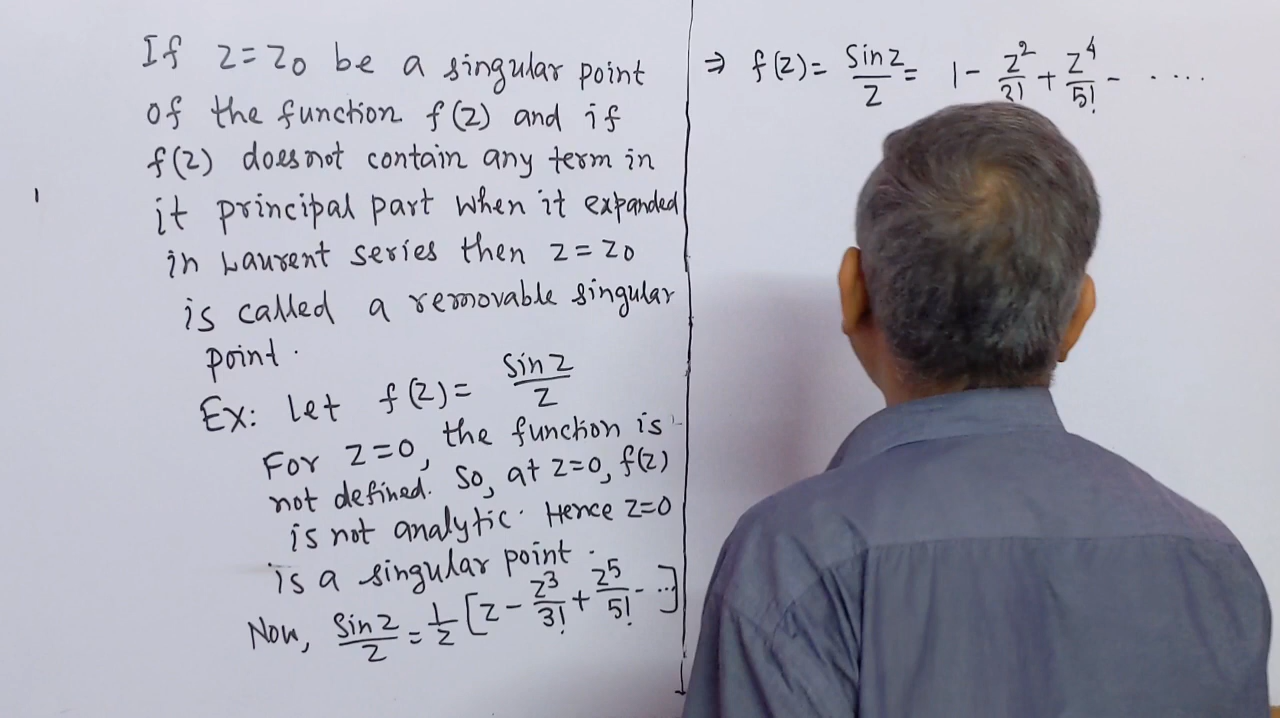 If z=z₀ be a singular point
of the function f(z) and if
f(z) does not contain any term in
it principal part when it expanded
in Laurent series then z=z₀
is called a removable singular
point.
Ex: Let f(z)= Sin z/z
For z=0, the function is
not defined. So, at z=0, f(z)
is not analytic. Hence z=0
is a singular point.
Now, Sin z/z = 1/z [z - z³/3! + z⁵/5! - ...]
⇒ f(z)= Sin z/z = 1 - z²/3! + z⁴/5! - .....